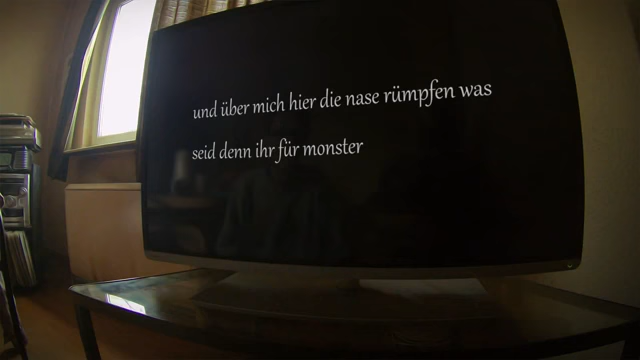 und über mich hier die nase rümpfen was
seid denn ihr für monster